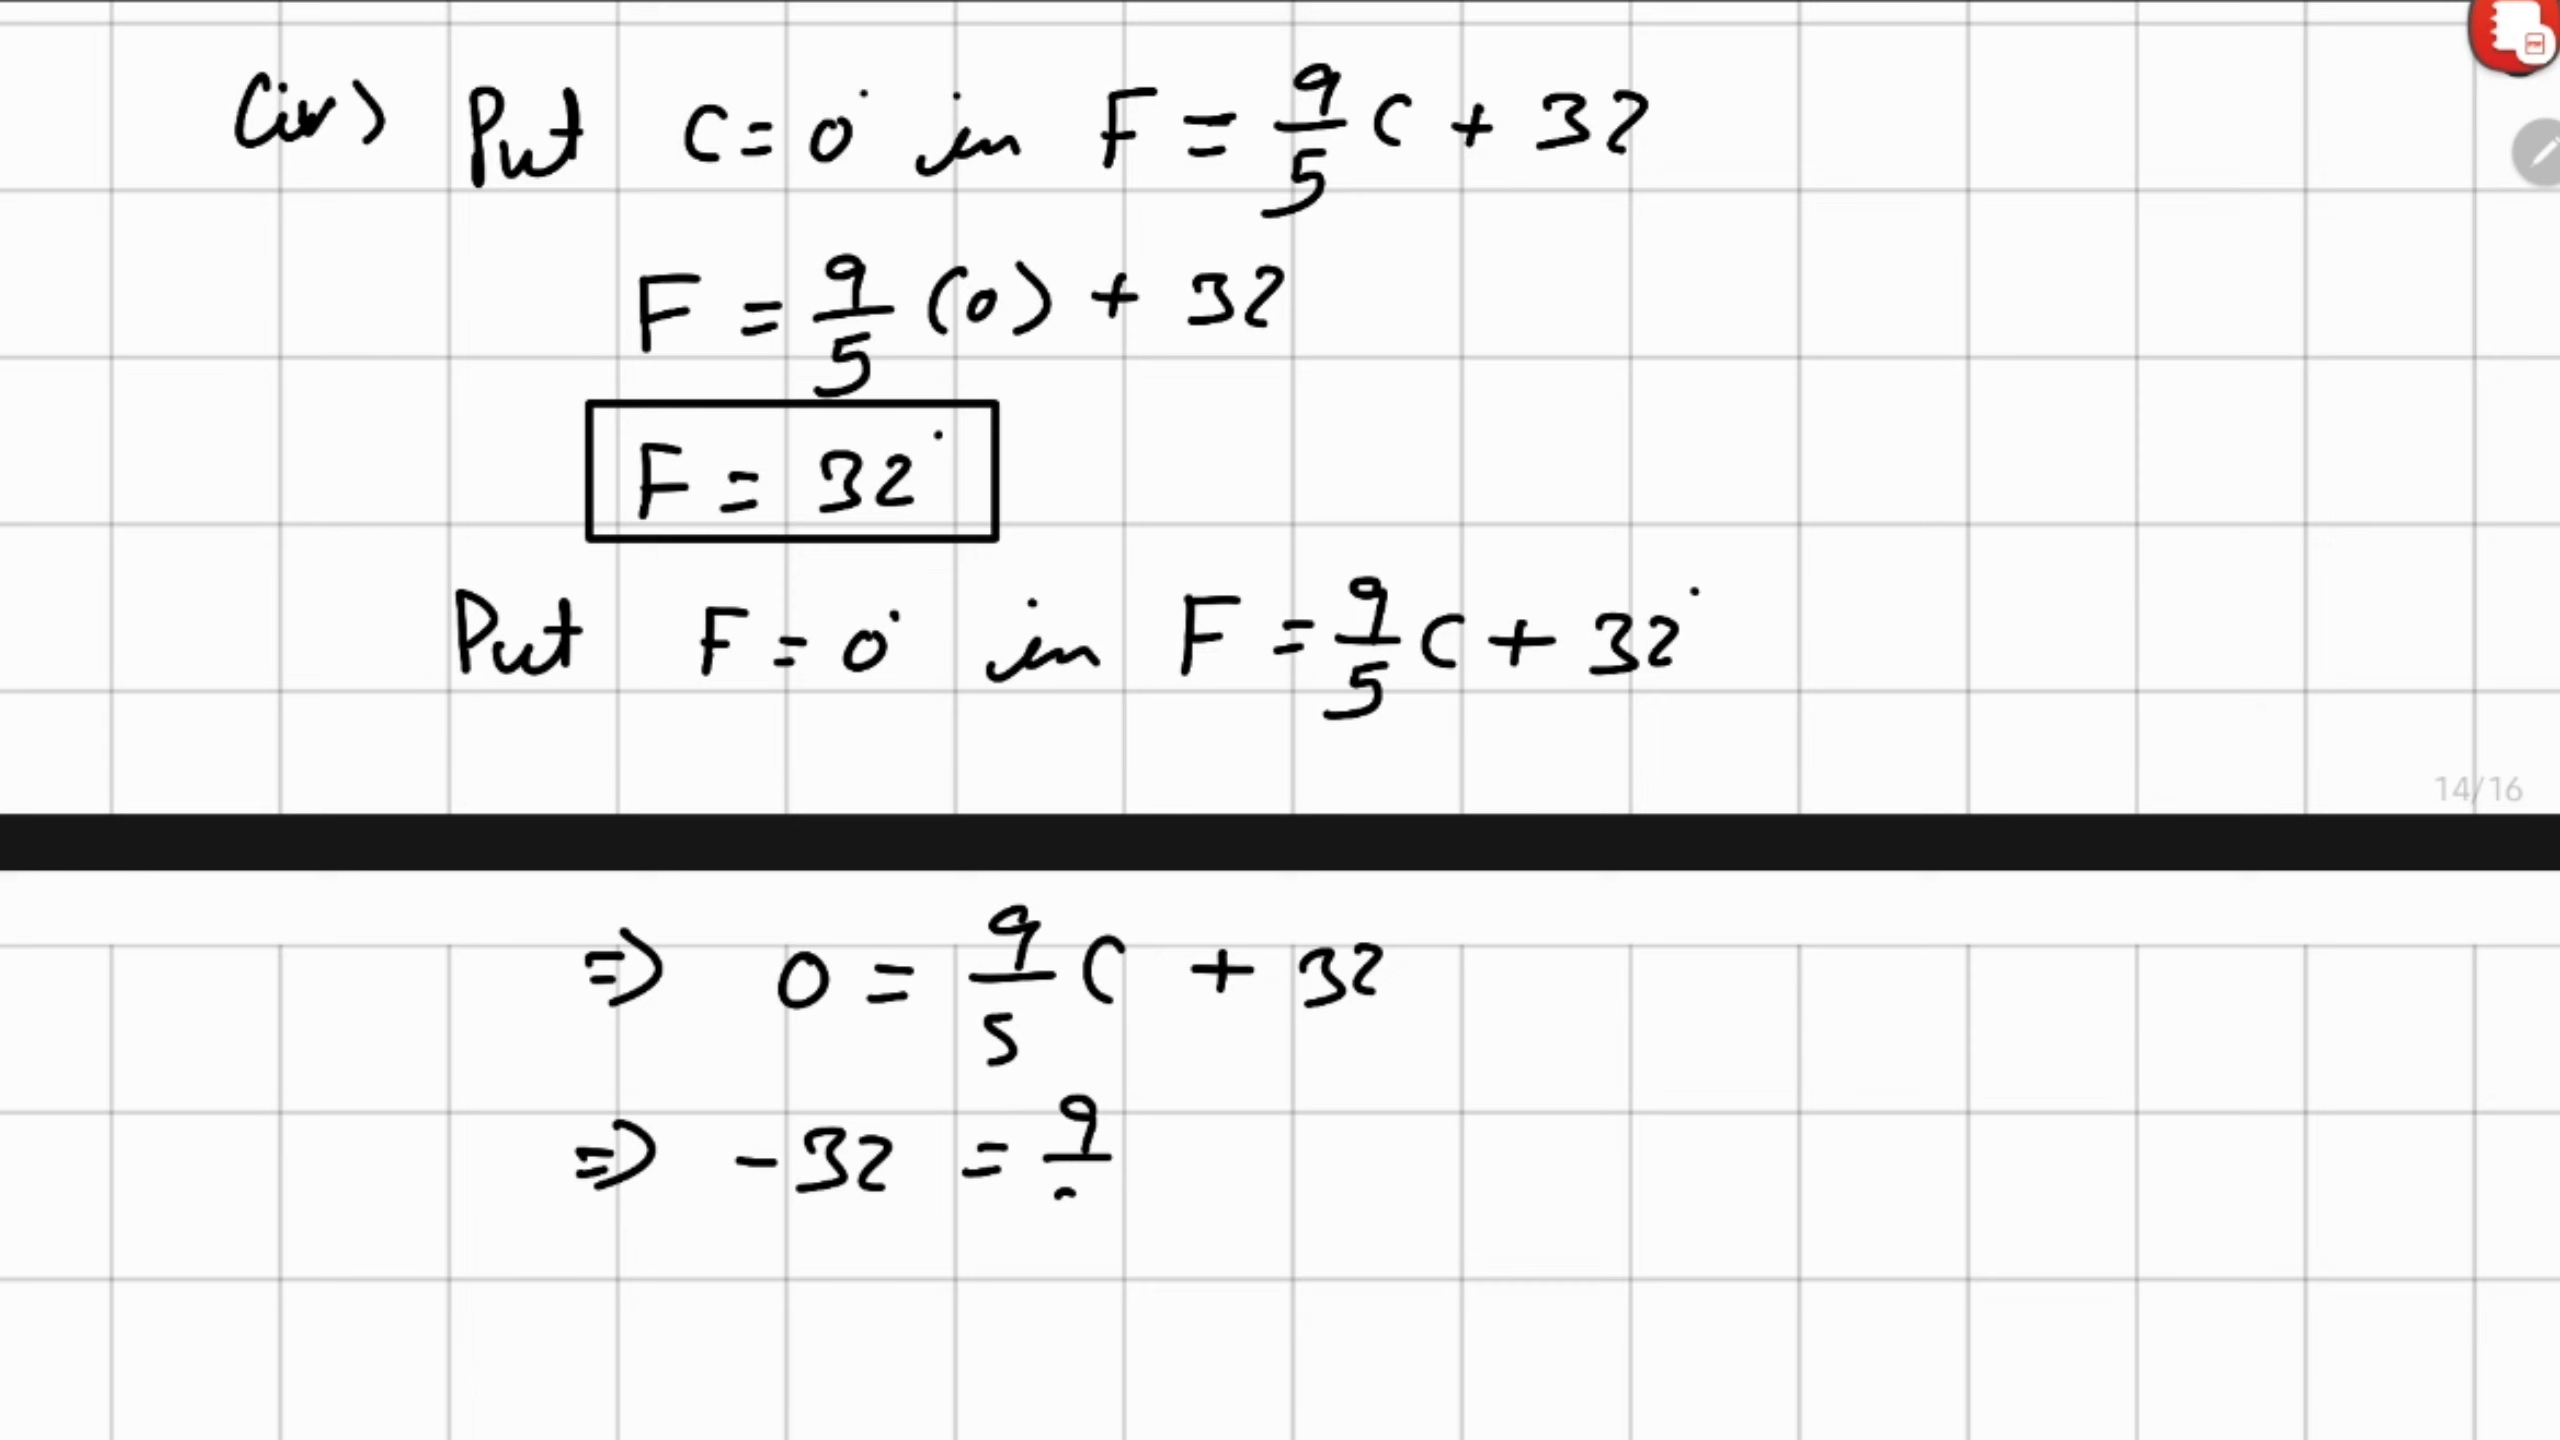 (iv) Put C = 0° in F = 9/5 C + 32
F = 9/5 (0) + 32
F = 32°
Put F = 0° in F = 9/5 C + 32°
14/16
⇒ 0 = 9/5 C + 32
⇒ -32 = 9/